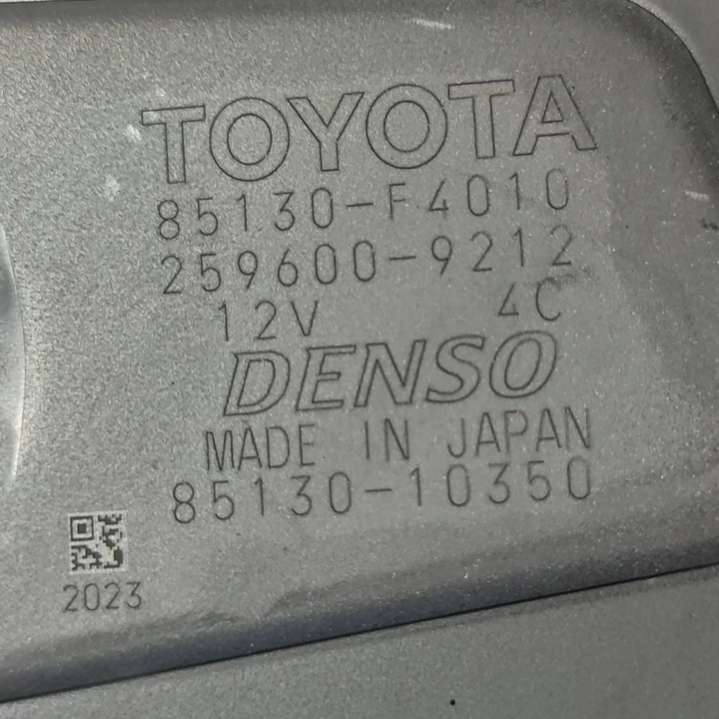 TOYOTA
85130-F4010
259600-9212
12V 4C
DENSO
MADE IN JAPAN
85130-10350
2023